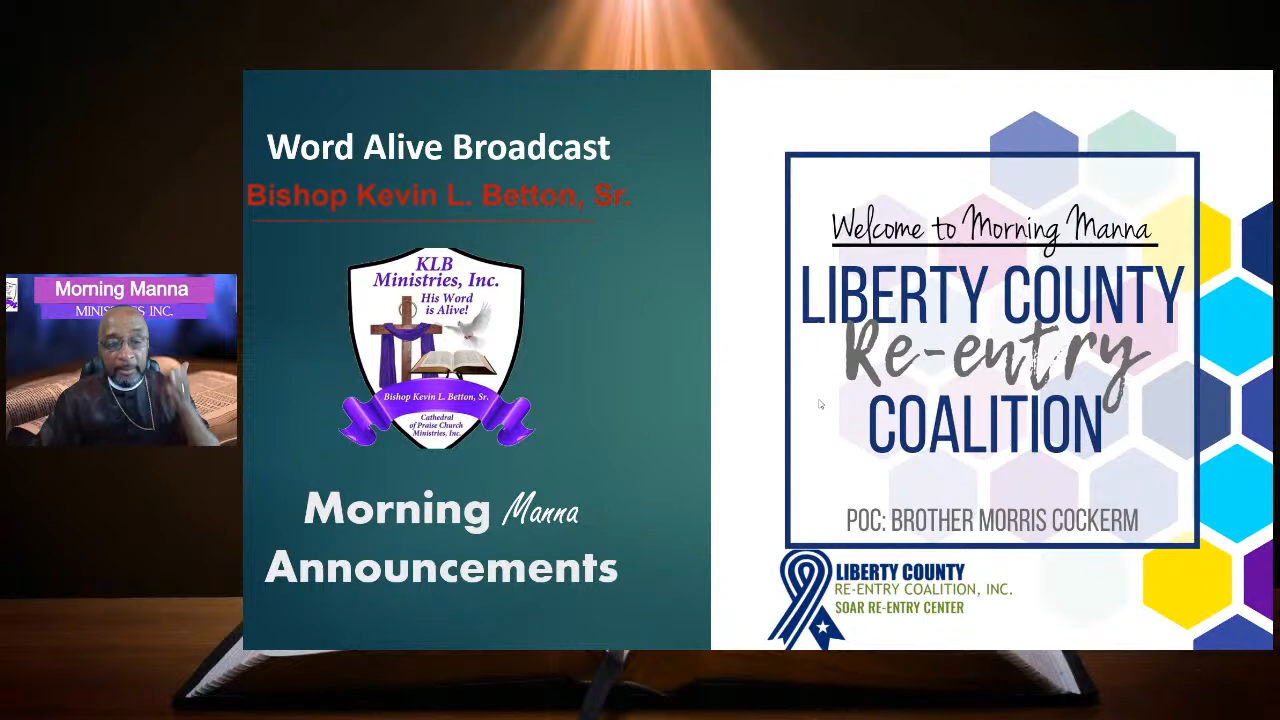 Morning Manna
MINISTRIES INC.
Word Alive Broadcast
Bishop Kevin L. Betton, Sr.
KLB
Ministries, Inc.
His Word
is Alive!
Bishop Kevin L. Betton, Sr.
Cathedral
of Praise Church
Ministries, Inc.
Morning Manna
Announcements
Welcome to Morning Manna
LIBERTY COUNTY
Re-entry
COALITION
POC: BROTHER MORRIS COCKERM
LIBERTY COUNTY
RE-ENTRY COALITION, INC.
SOAR RE-ENTRY CENTER